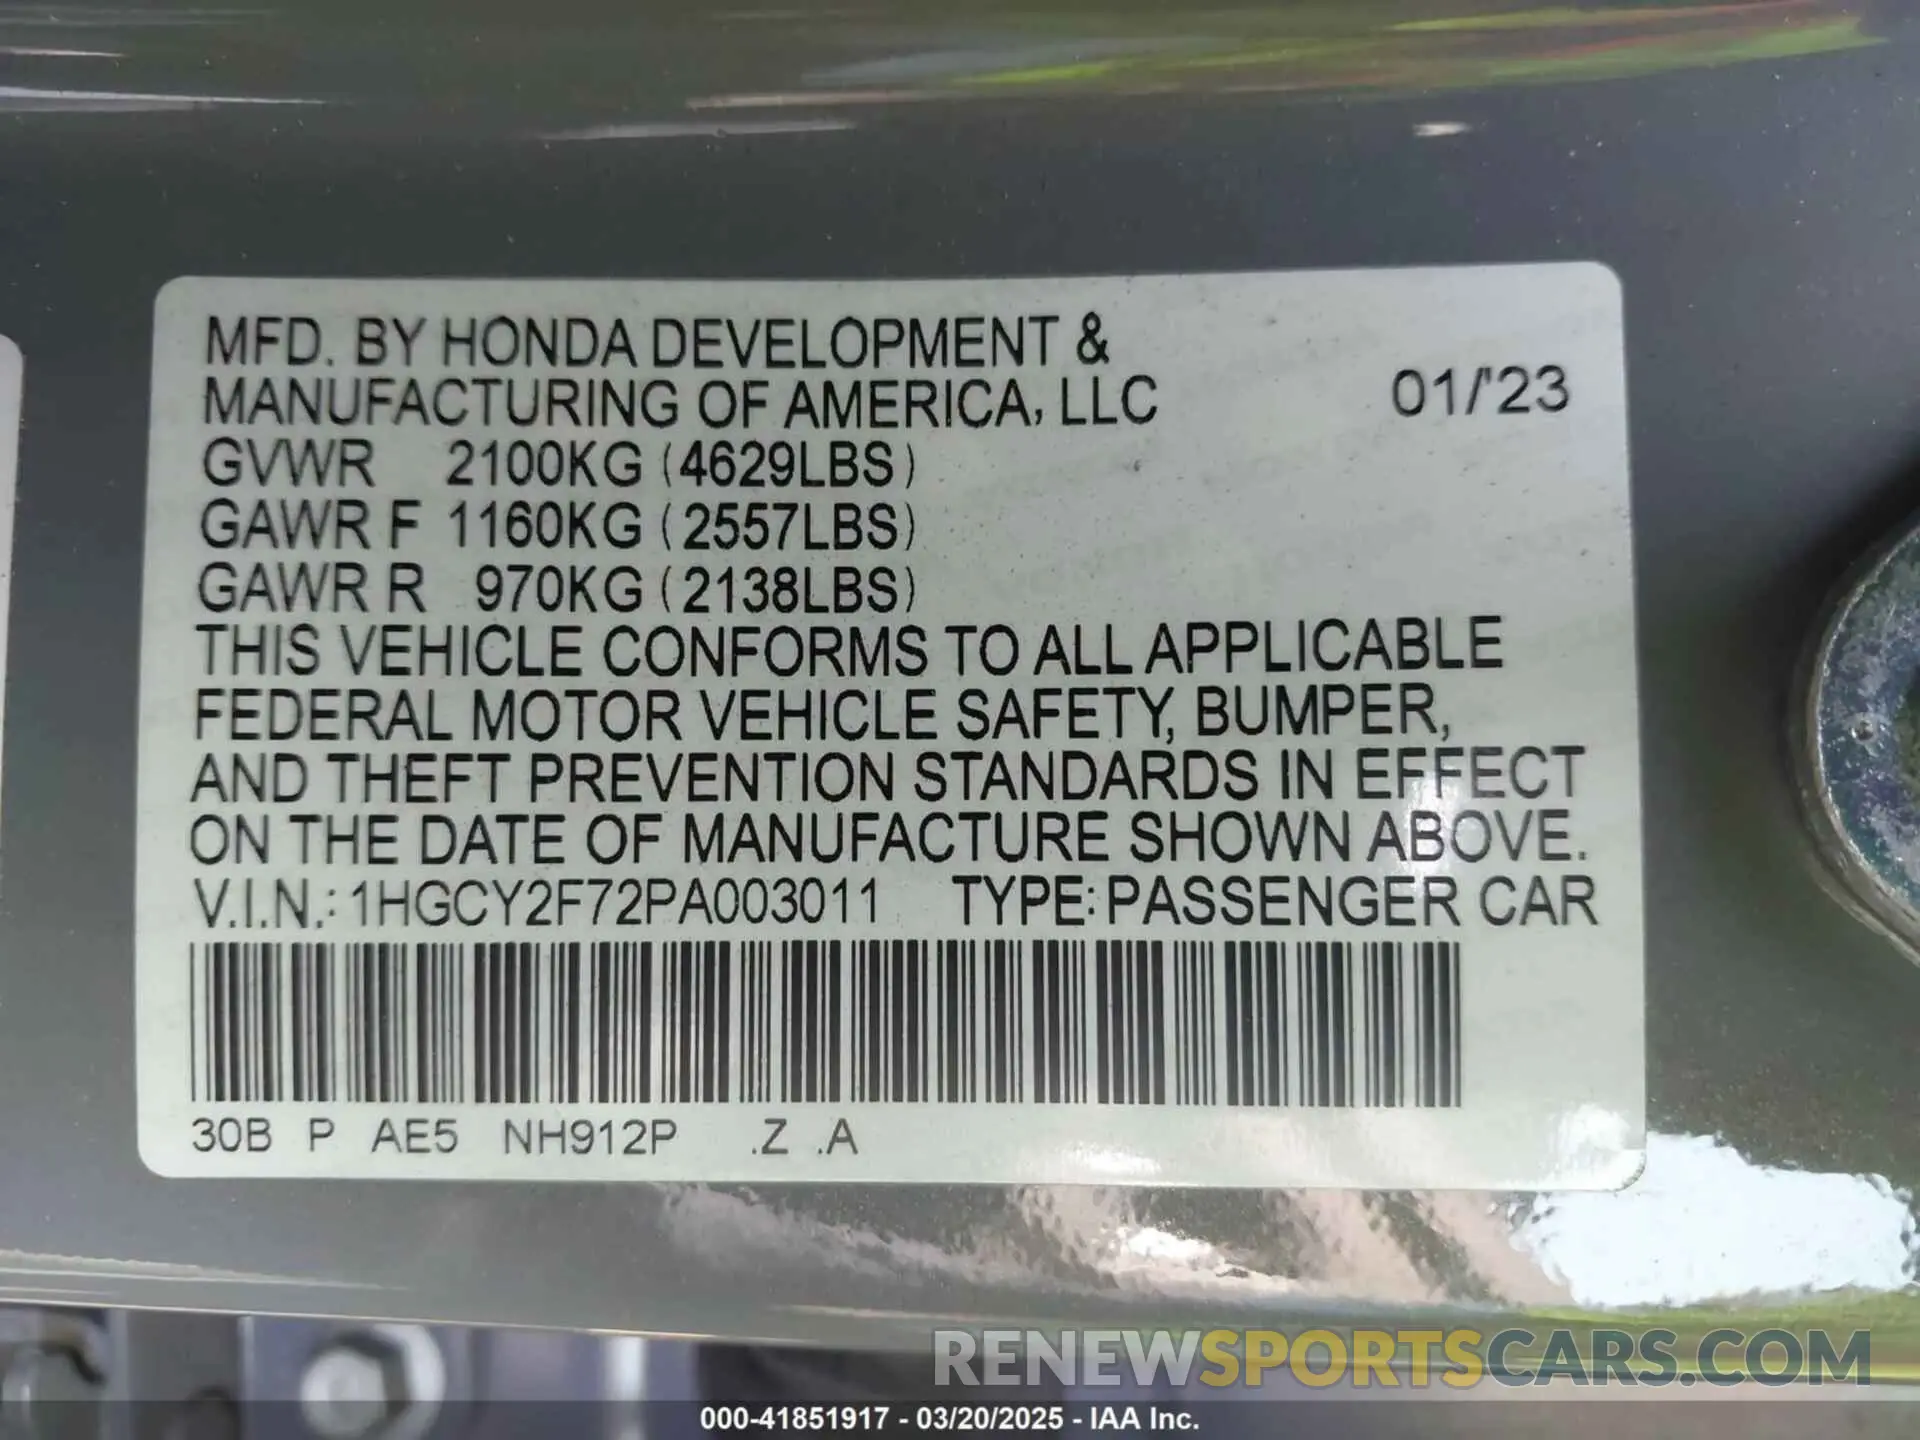 MFD. BY HONDA DEVELOPMENT &
MANUFACTURING OF AMERICA, LLC 01/'23
GVWR 2100KG (4629LBS)
GAWR F 1160KG (2557LBS)
GAWR R 970KG (2138LBS)
THIS VEHICLE CONFORMS TO ALL APPLICABLE
FEDERAL MOTOR VEHICLE SAFETY, BUMPER,
AND THEFT PREVENTION STANDARDS IN EFFECT
ON THE DATE OF MANUFACTURE SHOWN ABOVE.
V.I.N.: 1HGCY2F72PA003011 TYPE: PASSENGER CAR
30B P AE5 NH912P .Z .A
RENEWSPORTSCARS.COM
000-41851917 - 03/20/2025 - IAA Inc.